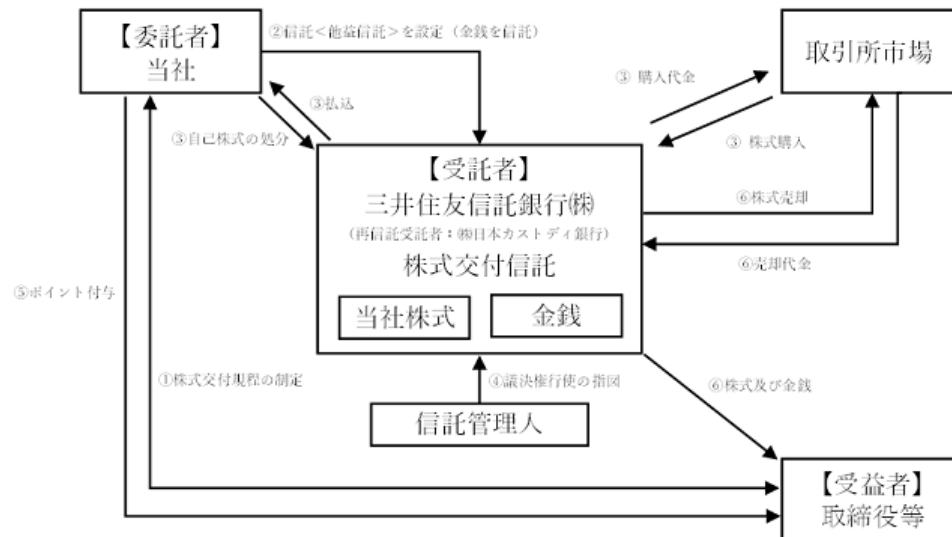 【委託者】
当社
②信託<他益信託>を設定（金銭を信託）
取引所市場
③ 購入代金
③払込
③自己株式の処分
③ 株式購入
【受託者】
三井住友信託銀行㈱
（再信託受託者：㈱日本カストディ銀行）
株式交付信託
当社株式
金銭
⑥株式売却
⑥売却代金
⑤ポイント付与
①株式交付規程の制定
④議決権行使の指図
⑥株式及び金銭
信託管理人
【受益者】
取締役等